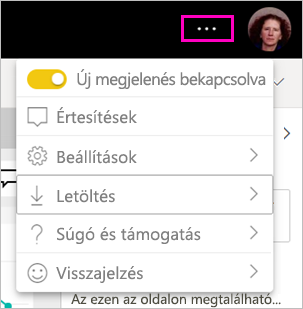 Új megjelenés bekapcsolva
Értesítések
Beállítások
Letöltés
Súgó és támogatás
Visszajelzés
Az ezen az oldalon megtalálható...